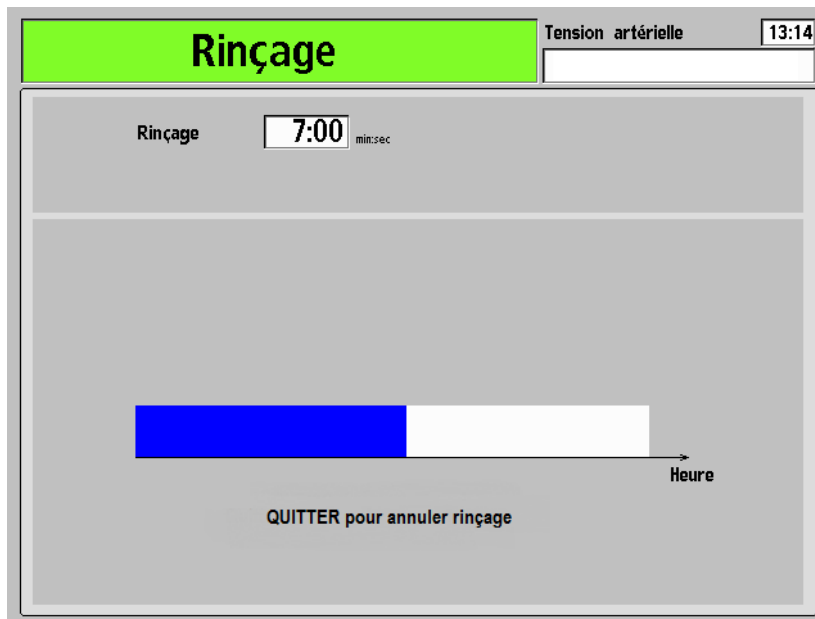 Rinçage
Tension artérielle
13:14
Rinçage 7:00 min:sec
Heure
QUITTER pour annuler rinçage